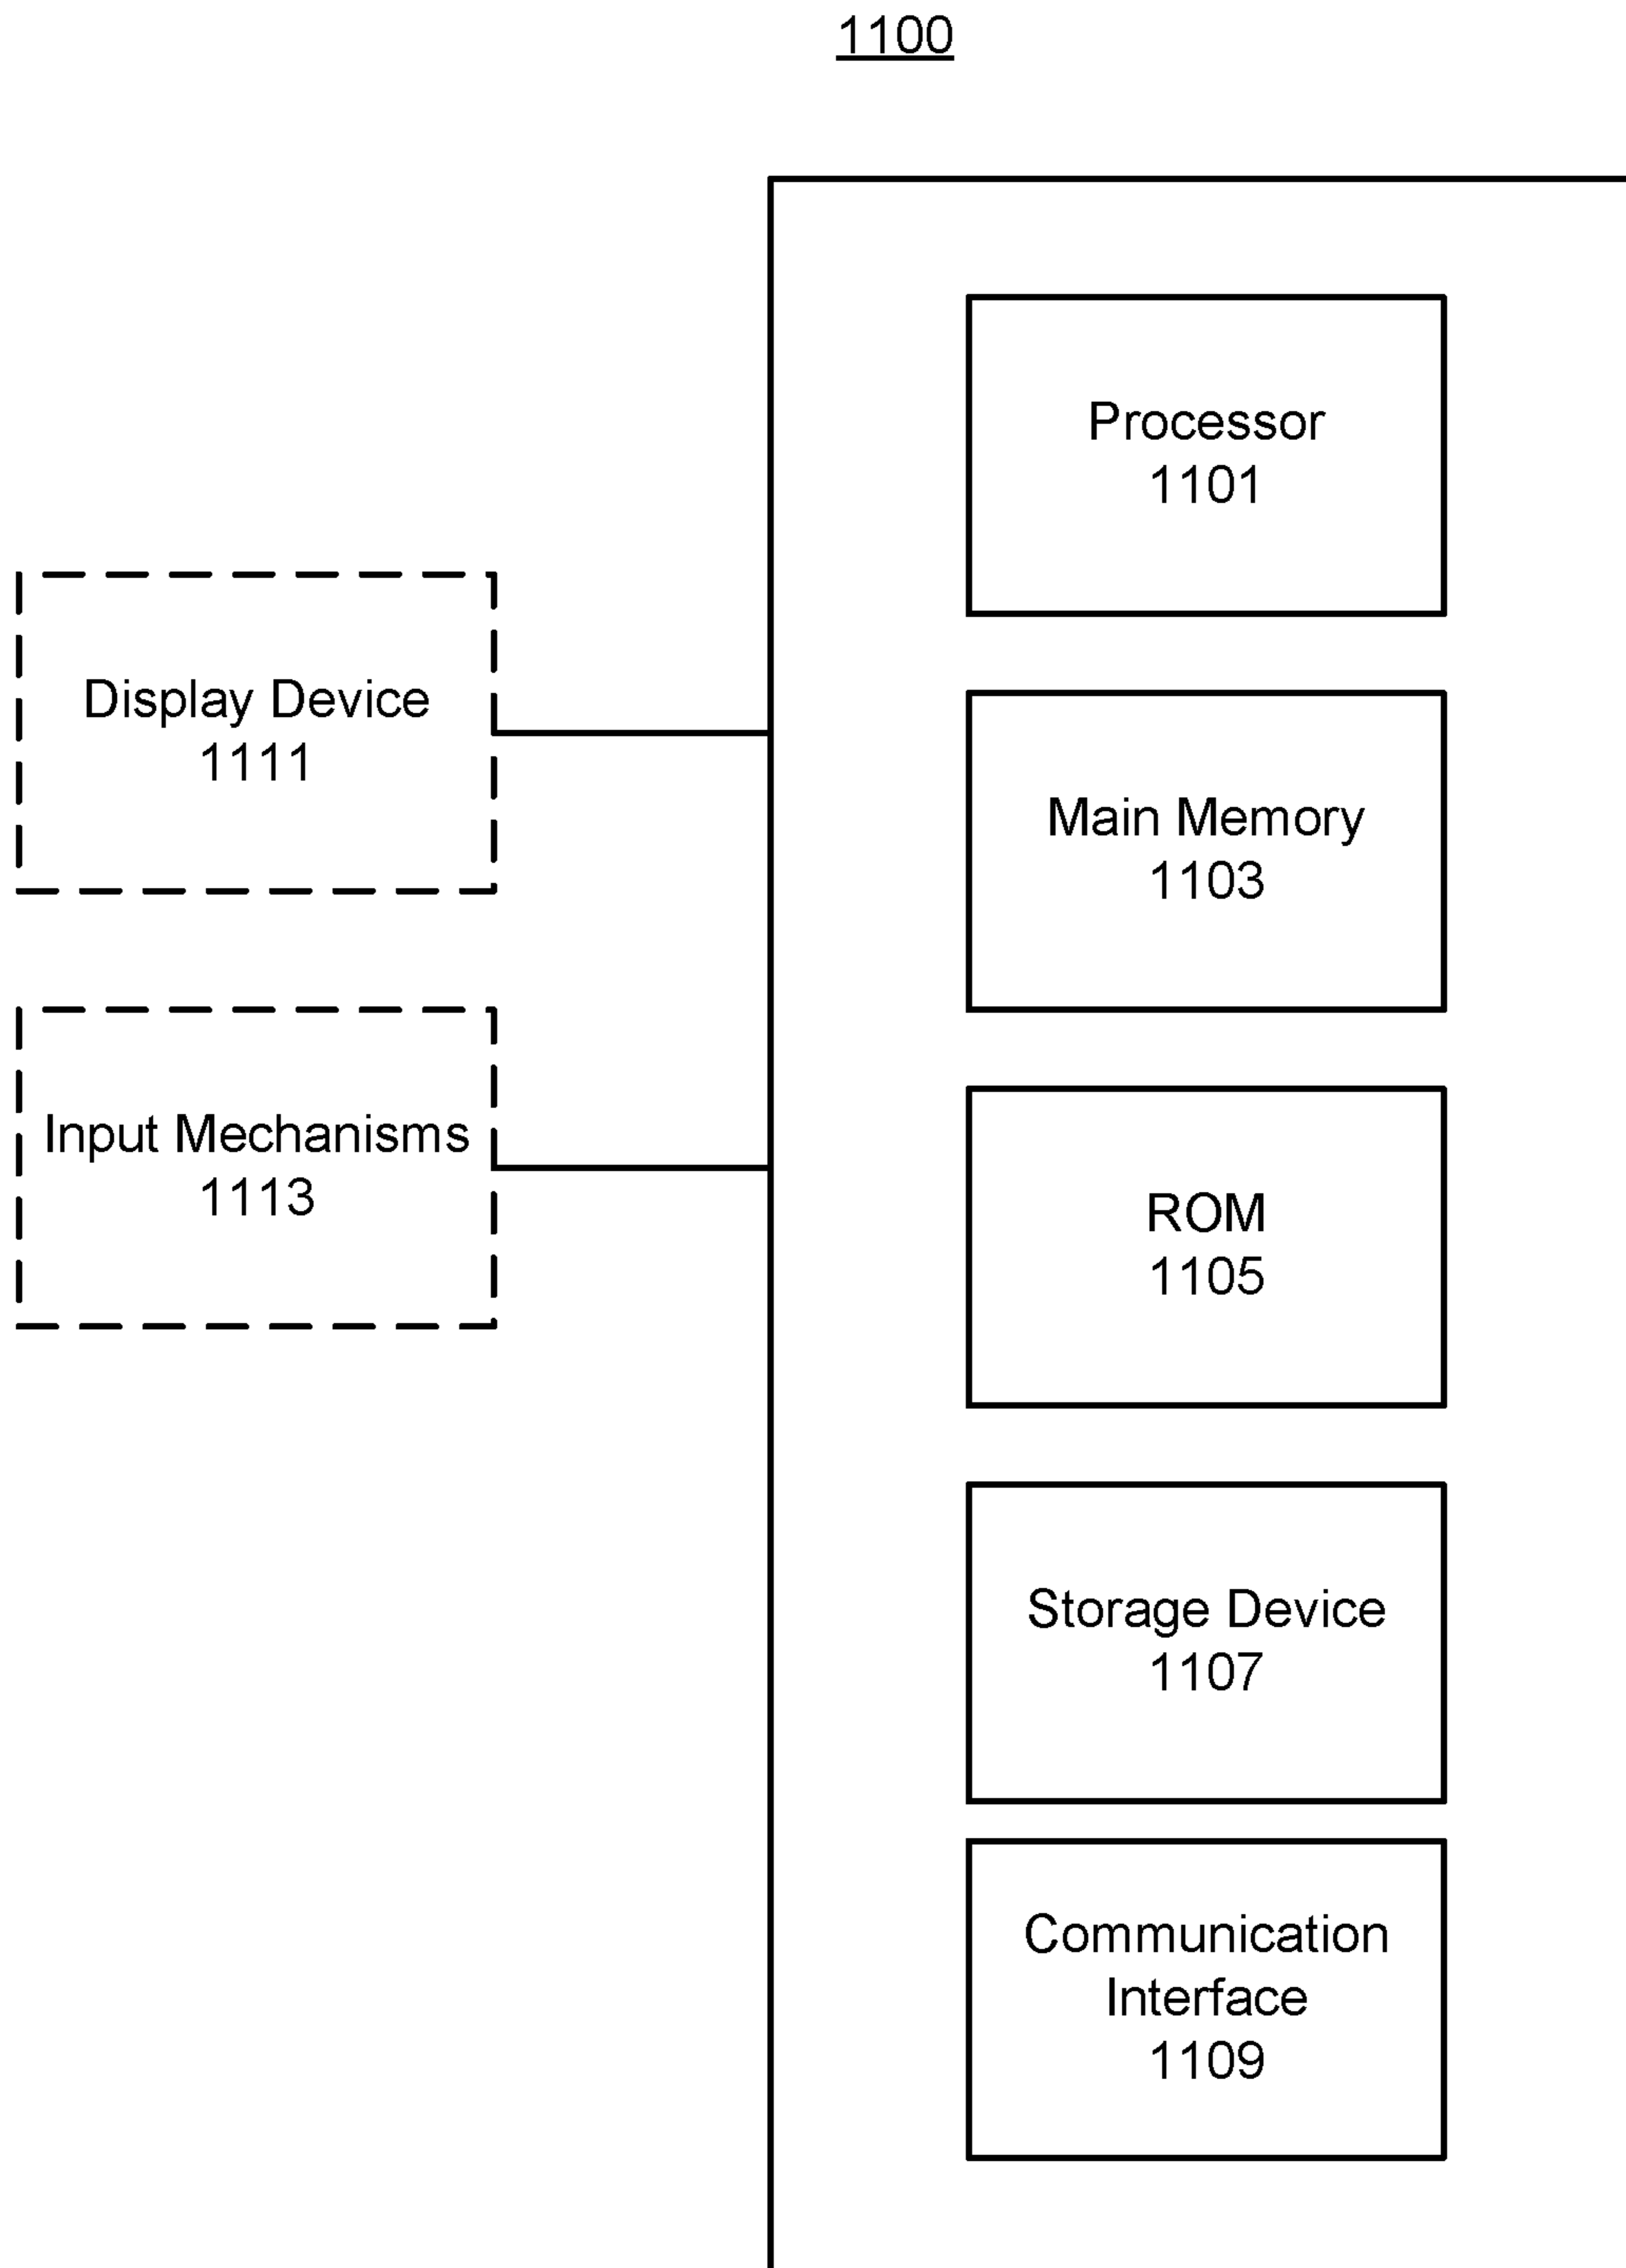 1100
Processor
1101
Display Device
1111
Main Memory
1103
Input Mechanisms
1113
ROM
1105
Storage Device
1107
Communication
Interface
1109